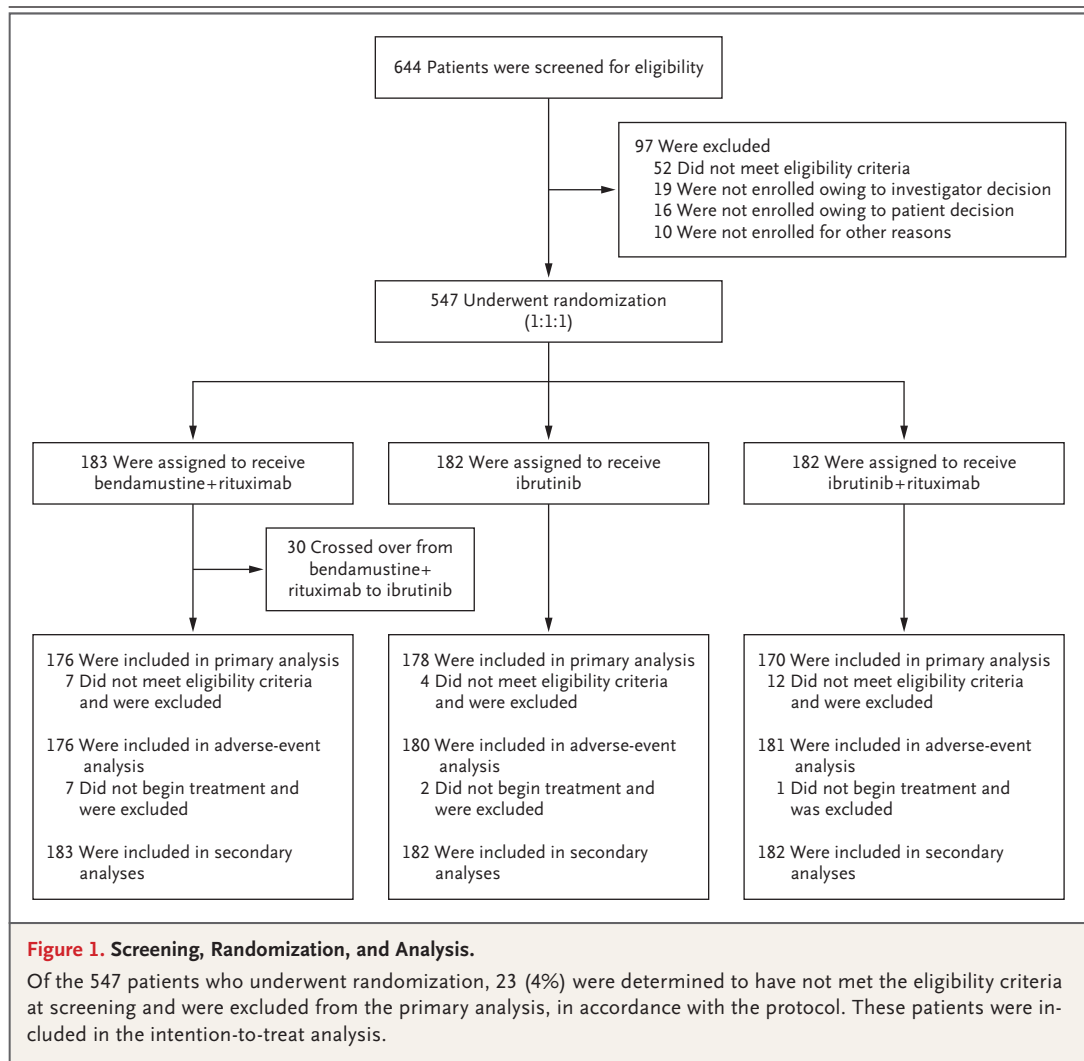 644 Patients were screened for eligibility
97 Were excluded
52 Did not meet eligibility criteria
19 Were not enrolled owing to investigator decision
16 Were not enrolled owing to patient decision
10 Were not enrolled for other reasons
547 Underwent randomization
(1:1:1)
183 Were assigned to receive
bendamustine+rituximab
182 Were assigned to receive
ibrutinib
182 Were assigned to receive
ibrutinib+rituximab
30 Crossed over from
bendamustine+
rituximab to ibrutinib
176 Were included in primary analysis
7 Did not meet eligibility criteria
and were excluded
176 Were included in adverse-event
analysis
7 Did not begin treatment and
were excluded
183 Were included in secondary
analyses
178 Were included in primary analysis
4 Did not meet eligibility criteria
and were excluded
180 Were included in adverse-event
analysis
2 Did not begin treatment and
were excluded
182 Were included in secondary
analyses
170 Were included in primary analysis
12 Did not meet eligibility criteria
and were excluded
181 Were included in adverse-event
analysis
1 Did not begin treatment and
was excluded
182 Were included in secondary
analyses
Figure 1. Screening, Randomization, and Analysis.
Of the 547 patients who underwent randomization, 23 (4%) were determined to have not met the eligibility criteria
at screening and were excluded from the primary analysis, in accordance with the protocol. These patients were in-
cluded in the intention-to-treat analysis.